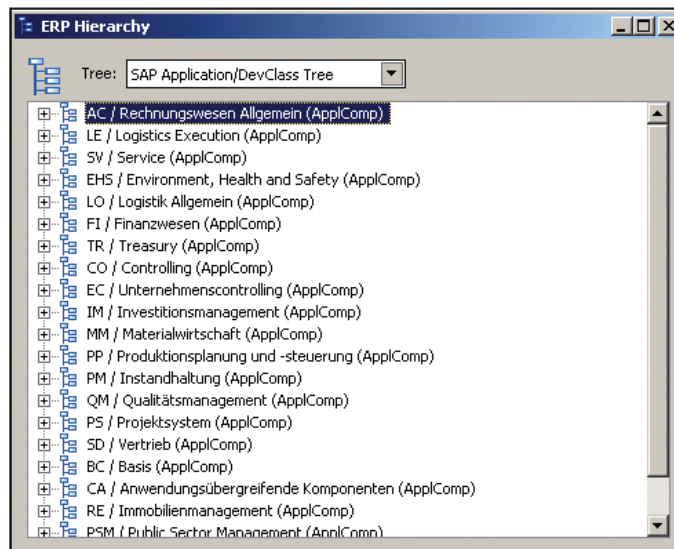 ERP Hierarchy
Tree: SAP Application/DevClass Tree
AC / Rechnungswesen Allgemein (ApplComp)
LE / Logistics Execution (ApplComp)
SV / Service (ApplComp)
EHS / Environment, Health and Safety (ApplComp)
LO / Logistik Allgemein (ApplComp)
FI / Finanzwesen (ApplComp)
TR / Treasury (ApplComp)
CO / Controlling (ApplComp)
EC / Unternehmenscontrolling (ApplComp)
IM / Investitionsmanagement (ApplComp)
MM / Materialwirtschaft (ApplComp)
PP / Produktionsplanung und -steuerung (ApplComp)
PM / Instandhaltung (ApplComp)
QM / Qualitätsmanagement (ApplComp)
PS / Projektsystem (ApplComp)
SD / Vertrieb (ApplComp)
BC / Basis (ApplComp)
CA / Anwendungsübergreifende Komponenten (ApplComp)
RE / Immobilienmanagement (ApplComp)
PSM / Public Sector Management (ApplComp)